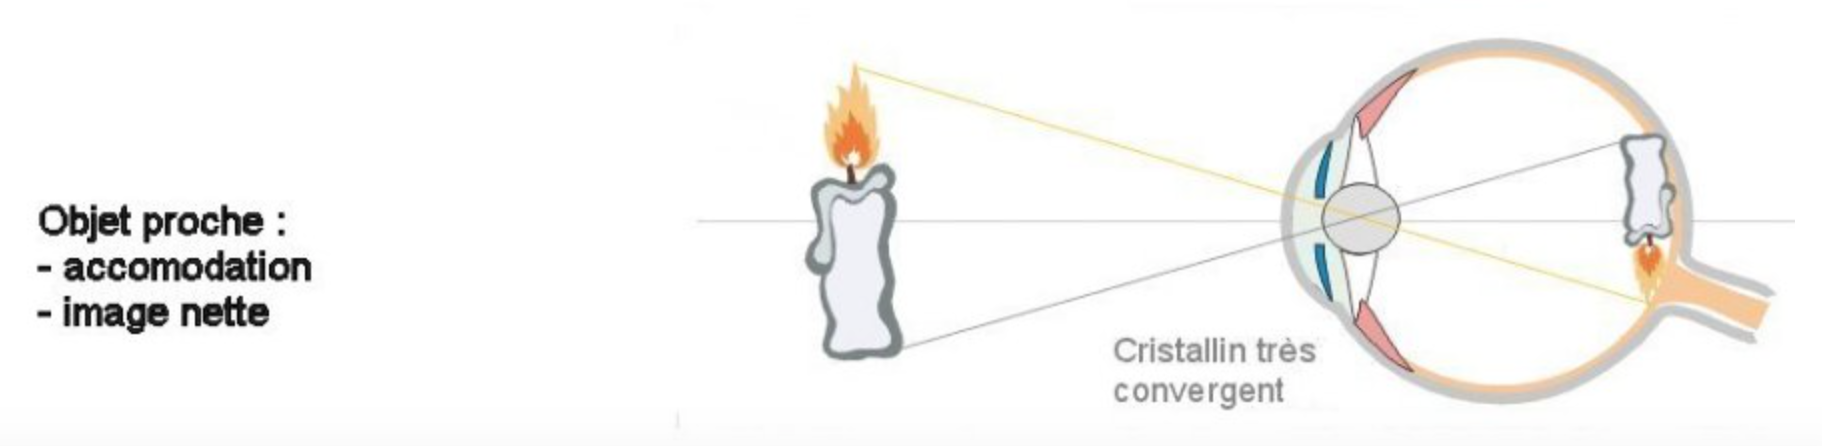 Objet proche :
- accomodation
- image nette
Cristallin très
convergent